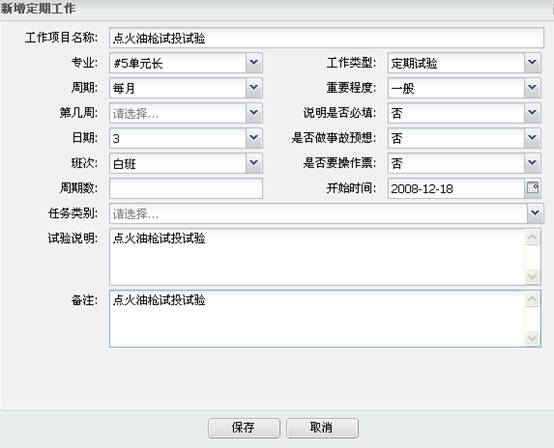 新增定期工作
工作项目名称: 点火油枪试投试验
专业: #5单元长 工作类型: 定期试验
周期: 每月 重要程度: 一般
第几周: 请选择... 说明是否必填: 否
日期: 3 是否做事故预想: 否
班次: 白班 是否要操作票: 否
周期数: 开始时间: 2008-12-18
任务类别: 请选择...
试验说明: 点火油枪试投试验
备注: 点火油枪试投试验
保存 取消